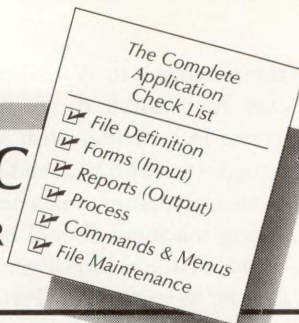 The Complete
Application
Check List
File Definition
Forms (Input)
Reports (Output)
Process
Commands & Menus
File Maintenance
C
R